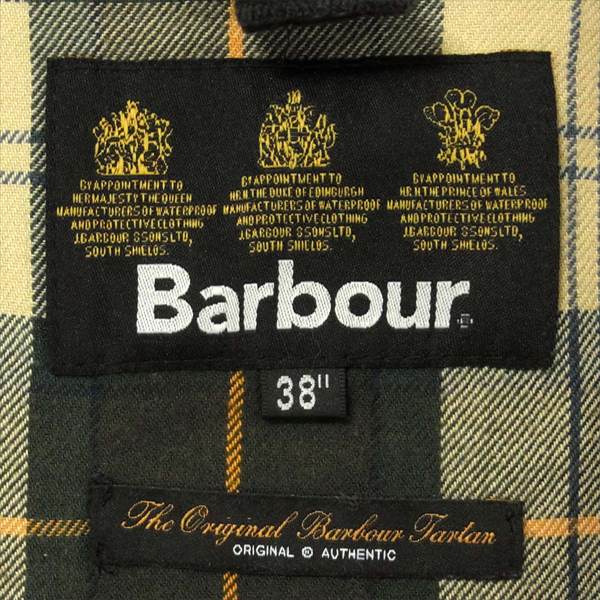 BY APPOINTMENT TO
HER MAJESTY THE QUEEN
MANUFACTURERS OF WATERPROOF
AND PROTECTIVE CLOTHING
J.BARBOUR & SONS LTD,
SOUTH SHIELDS.
BY APPOINTMENT TO
H.R.H. THE DUKE OF EDINBURGH
MANUFACTURERS OF WATERPROOF
AND PROTECTIVE CLOTHING
J.BARBOUR & SONS LTD,
SOUTH SHIELDS.
BY APPOINTMENT TO
H.R.H. THE PRINCE OF WALES
MANUFACTURERS OF WATERPROOF
AND PROTECTIVE CLOTHING
J.BARBOUR & SONS LTD,
SOUTH SHIELDS.
Barbour
38"
The Original Barbour Tartan
ORIGINAL ® AUTHENTIC